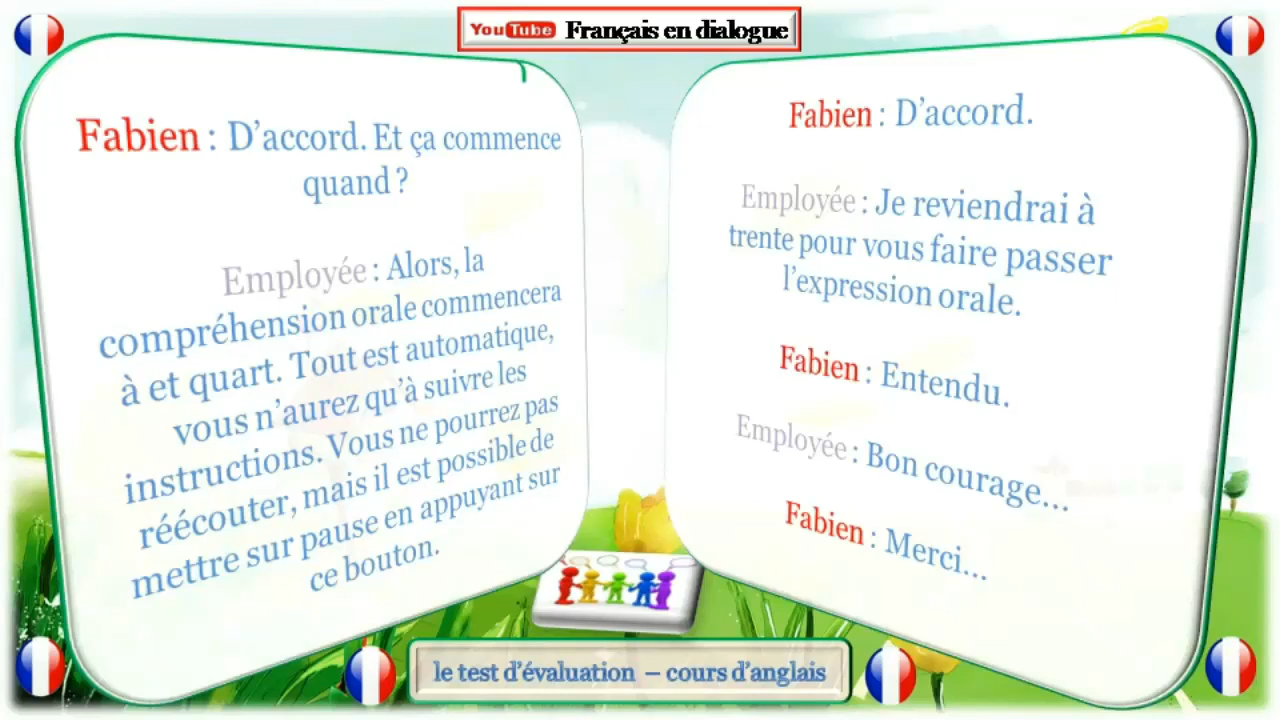 YouTube Français en dialogue
Fabien : D'accord. Et ça commence
quand ?
Employée : Alors, la
compréhension orale commencera
à et quart. Tout est automatique,
vous n'aurez qu'à suivre les
instructions. Vous ne pourrez pas
réécouter, mais il est possible de
mettre sur pause en appuyant sur
ce bouton.
Fabien : D'accord.
Employée : Je reviendrai à
trente pour vous faire passer
l'expression orale.
Fabien : Entendu.
Employée : Bon courage...
Fabien : Merci...
le test d'évaluation – cours d'anglais